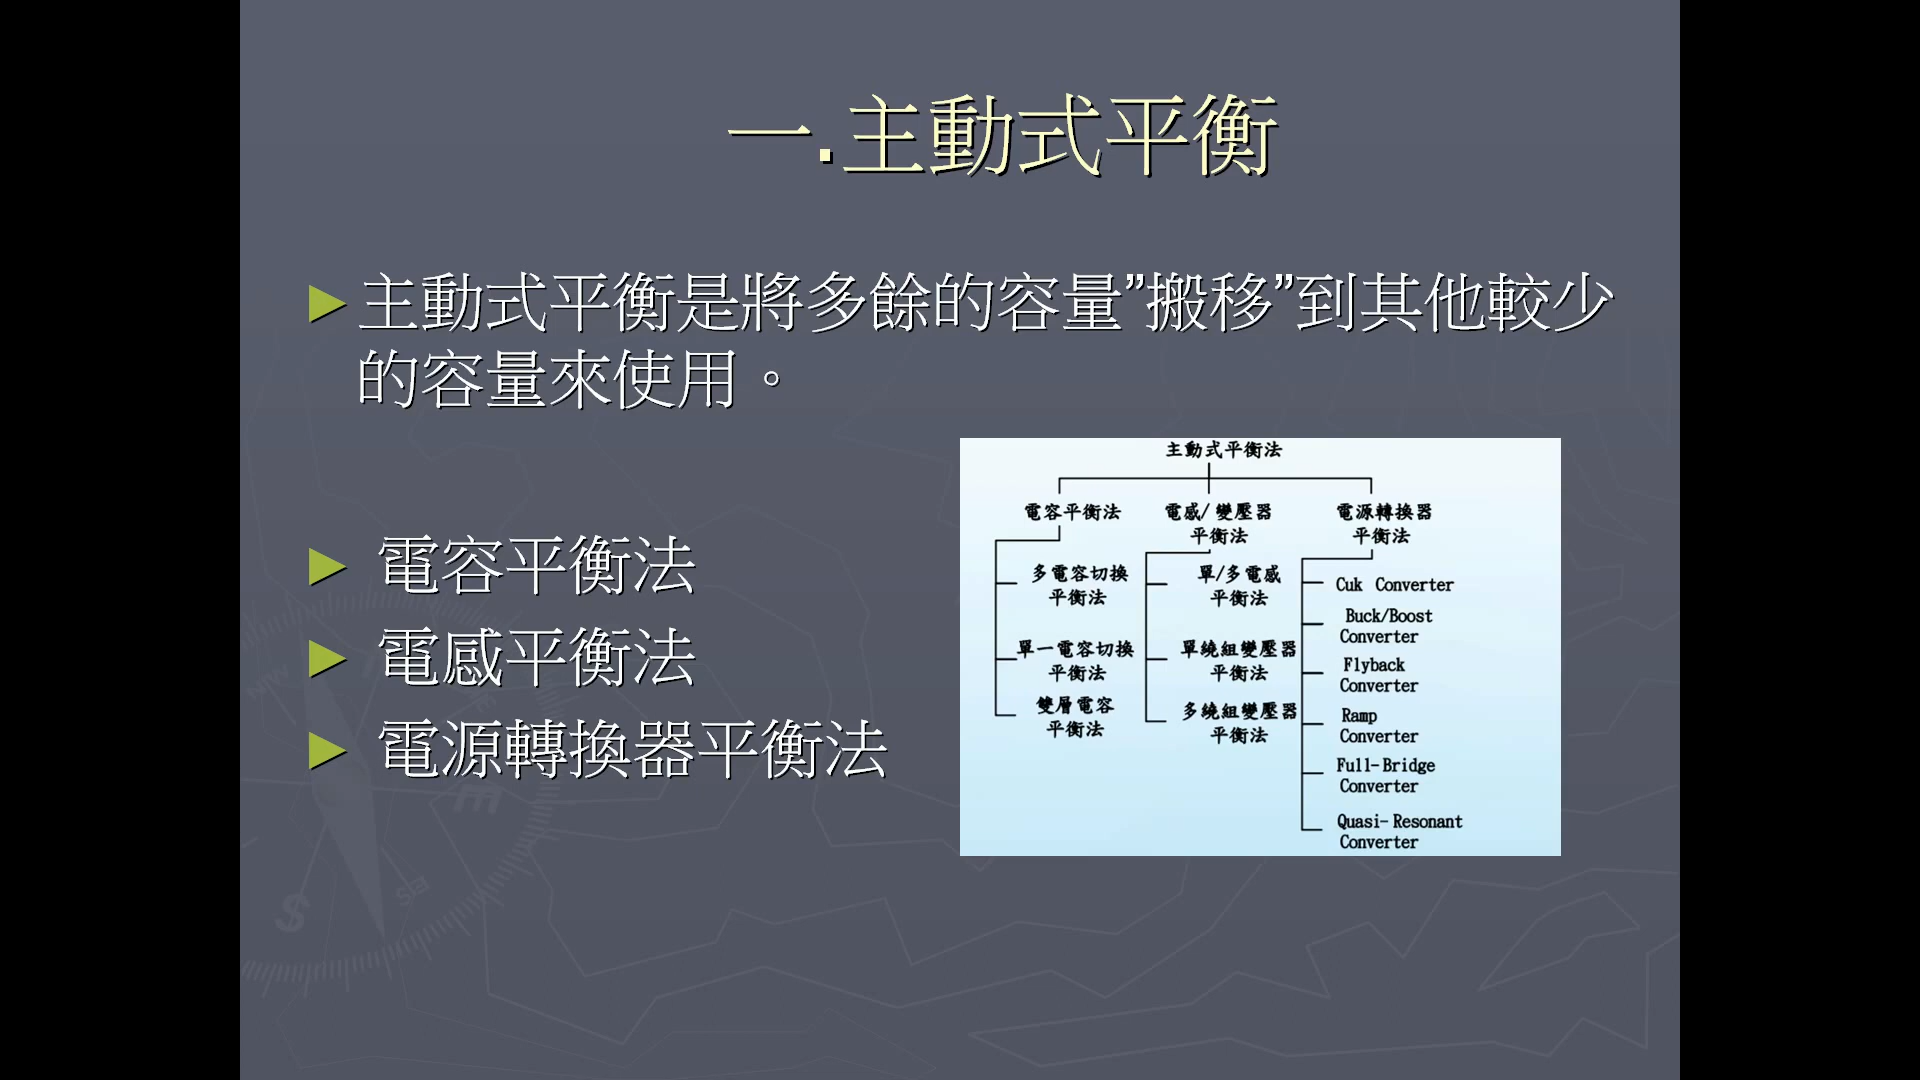 一.主動式平衡
主動式平衡是將多餘的容量”搬移”到其他較少
的容量來使用。
電容平衡法
電感平衡法
電源轉換器平衡法
主動式平衡法
電容平衡法
多電容切換
平衡法
單一電容切換
平衡法
雙層電容
平衡法
電感/變壓器
平衡法
單/多電感
平衡法
單繞組變壓器
平衡法
多繞組變壓器
平衡法
電源轉換器
平衡法
Cuk Converter
Buck/Boost
Converter
Flyback
Converter
Ramp
Converter
Full-Bridge
Converter
Quasi-Resonant
Converter
NW
SE
E
S